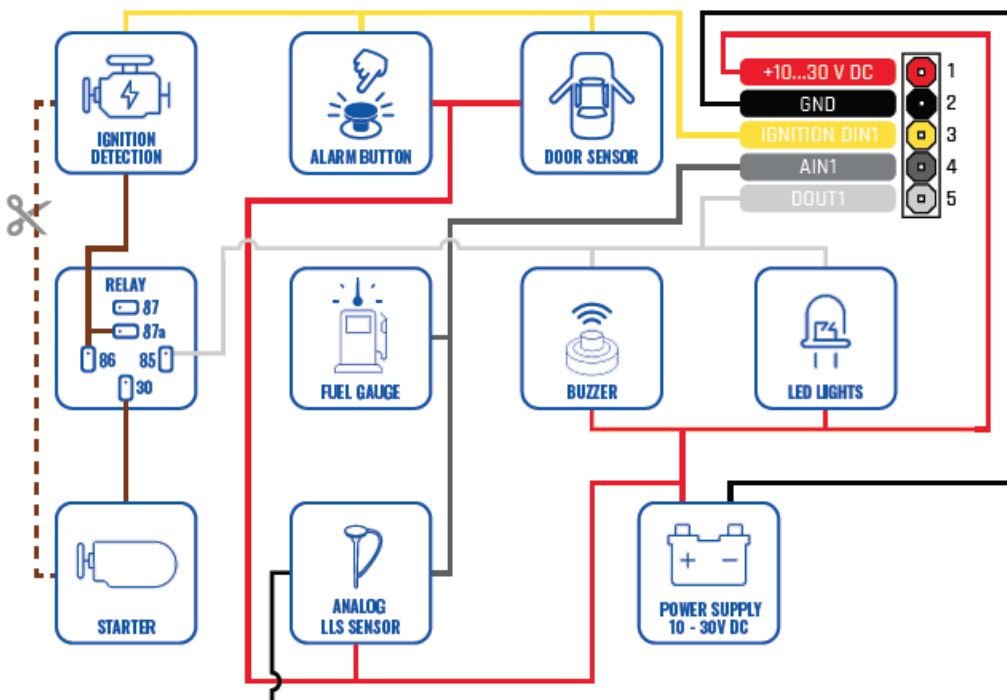 IGNITION
DETECTION
ALARM BUTTON
DOOR SENSOR
+10...30 V DC
1
GND
2
IGNITION DIN1
3
AIN1
4
DOUT1
5
RELAY
87
87a
86
85
30
FUEL GAUGE
BUZZER
LED LIGHTS
STARTER
ANALOG
LLS SENSOR
+ −
POWER SUPPLY
10 - 30V DC